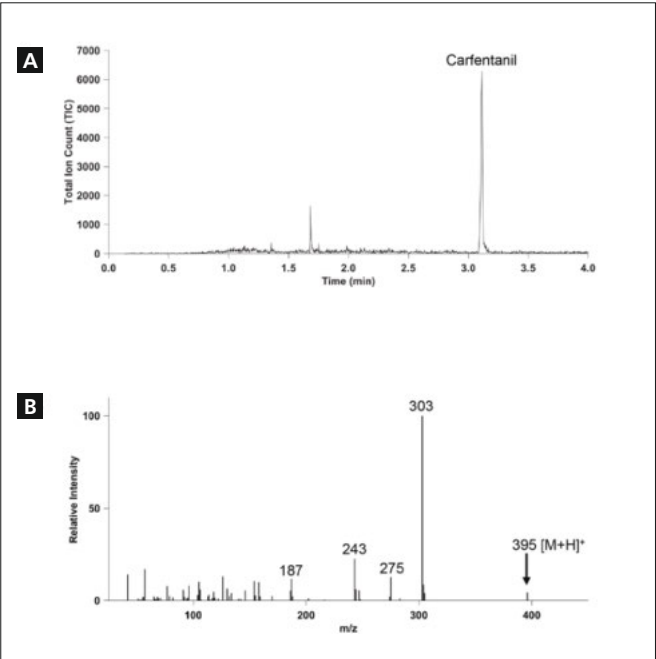 A
Carfentanil
Total Ion Count (TIC)
7000
6000
5000
4000
3000
2000
1000
0
0.0 0.5 1.0 1.5 2.0 2.5 3.0 3.5 4.0
Time (min)
B
303
Relative Intensity
100
50
0
187
243
275
395 [M+H]+
100 200 300 400
m/z